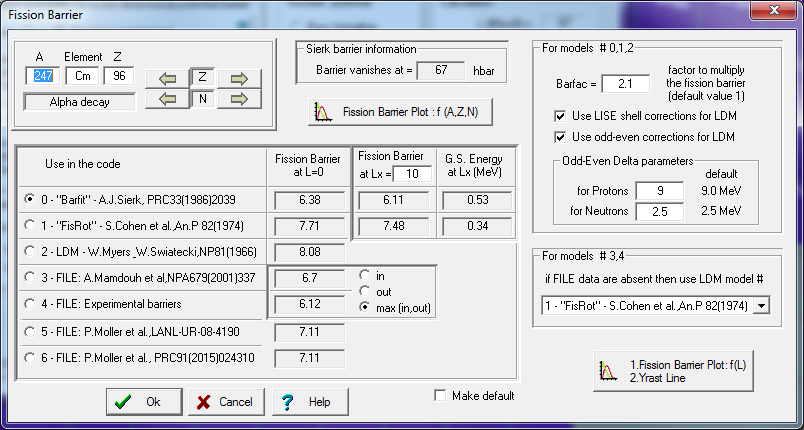 Fission Barrier
A Element Z
247 Cm 96
Alpha decay
Z
N
Sierk barrier information
Barrier vanishes at = 67 hbar
Fission Barrier Plot : f (A,Z,N)
For models # 0,1,2
Barfac = 2.1
factor to multiply
the fission barrier
(default value 1)
Use LISE shell corrections for LDM
Use odd-even corrections for LDM
Odd-Even Delta parameters
default
for Protons 9 9.0 MeV
for Neutrons 2.5 2.5 MeV
Use in the code
Fission Barrier
at L=0
Fission Barrier
at Lx = 10
G.S. Energy
at Lx (MeV)
0 - "Barfit" - A.J.Sierk, PRC33(1986)2039 6.38 6.11 0.53
1 - "FisRot" - S.Cohen et al.,An.P 82(1974) 7.71 7.48 0.34
2 - LDM - W.Myers _W.Swiatecki,NP81(1966) 8.08
3 - FILE: A.Mamdouh et al,NPA679(2001)337 6.7
4 - FILE: Experimental barriers 6.12
in
out
max (in,out)
5 - FILE: P.Moller et al.,LANL-UR-08-4190 7.11
6 - FILE: P.Moller et al., PRC91(2015)024310 7.11
For models # 3,4
if FILE data are absent then use LDM model #
1 - "FisRot" - S.Cohen et al.,An.P 82(1974)
1.Fission Barrier Plot: f(L)
2.Yrast Line
Ok Cancel Help
Make default